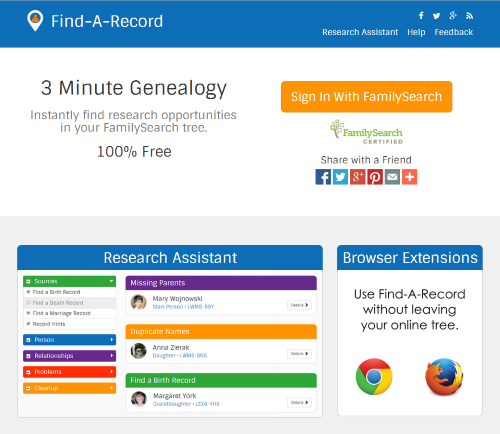 Find-A-Record
Research Assistant Help Feedback
3 Minute Genealogy
Instantly find research opportunities
in your FamilySearch tree.
100% Free
Sign In With FamilySearch
FamilySearch
CERTIFIED
Share with a Friend
Research Assistant
Sources
Find a Birth Record
Find a Death Record
Find a Marriage Record
Record Hints
Person
Relationships
Problems
Cleanup
Missing Parents
Mary Wojnowski
Start Person • LWMS-R9Y
Details
Duplicate Names
Anna Zierak
Daughter • LWMS-BNS
Details
Find a Birth Record
Margaret York
Granddaughter • LZX4-YHX
Details
Browser Extensions
Use Find-A-Record
without leaving
your online tree.